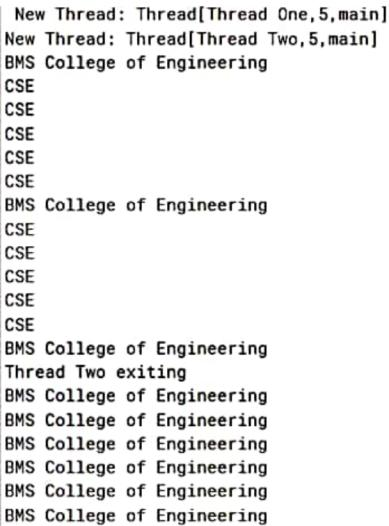 New Thread: Thread[Thread One,5,main]
New Thread: Thread[Thread Two,5,main]
BMS College of Engineering
CSE
CSE
CSE
CSE
CSE
BMS College of Engineering
CSE
CSE
CSE
CSE
CSE
BMS College of Engineering
Thread Two exiting
BMS College of Engineering
BMS College of Engineering
BMS College of Engineering
BMS College of Engineering
BMS College of Engineering
BMS College of Engineering